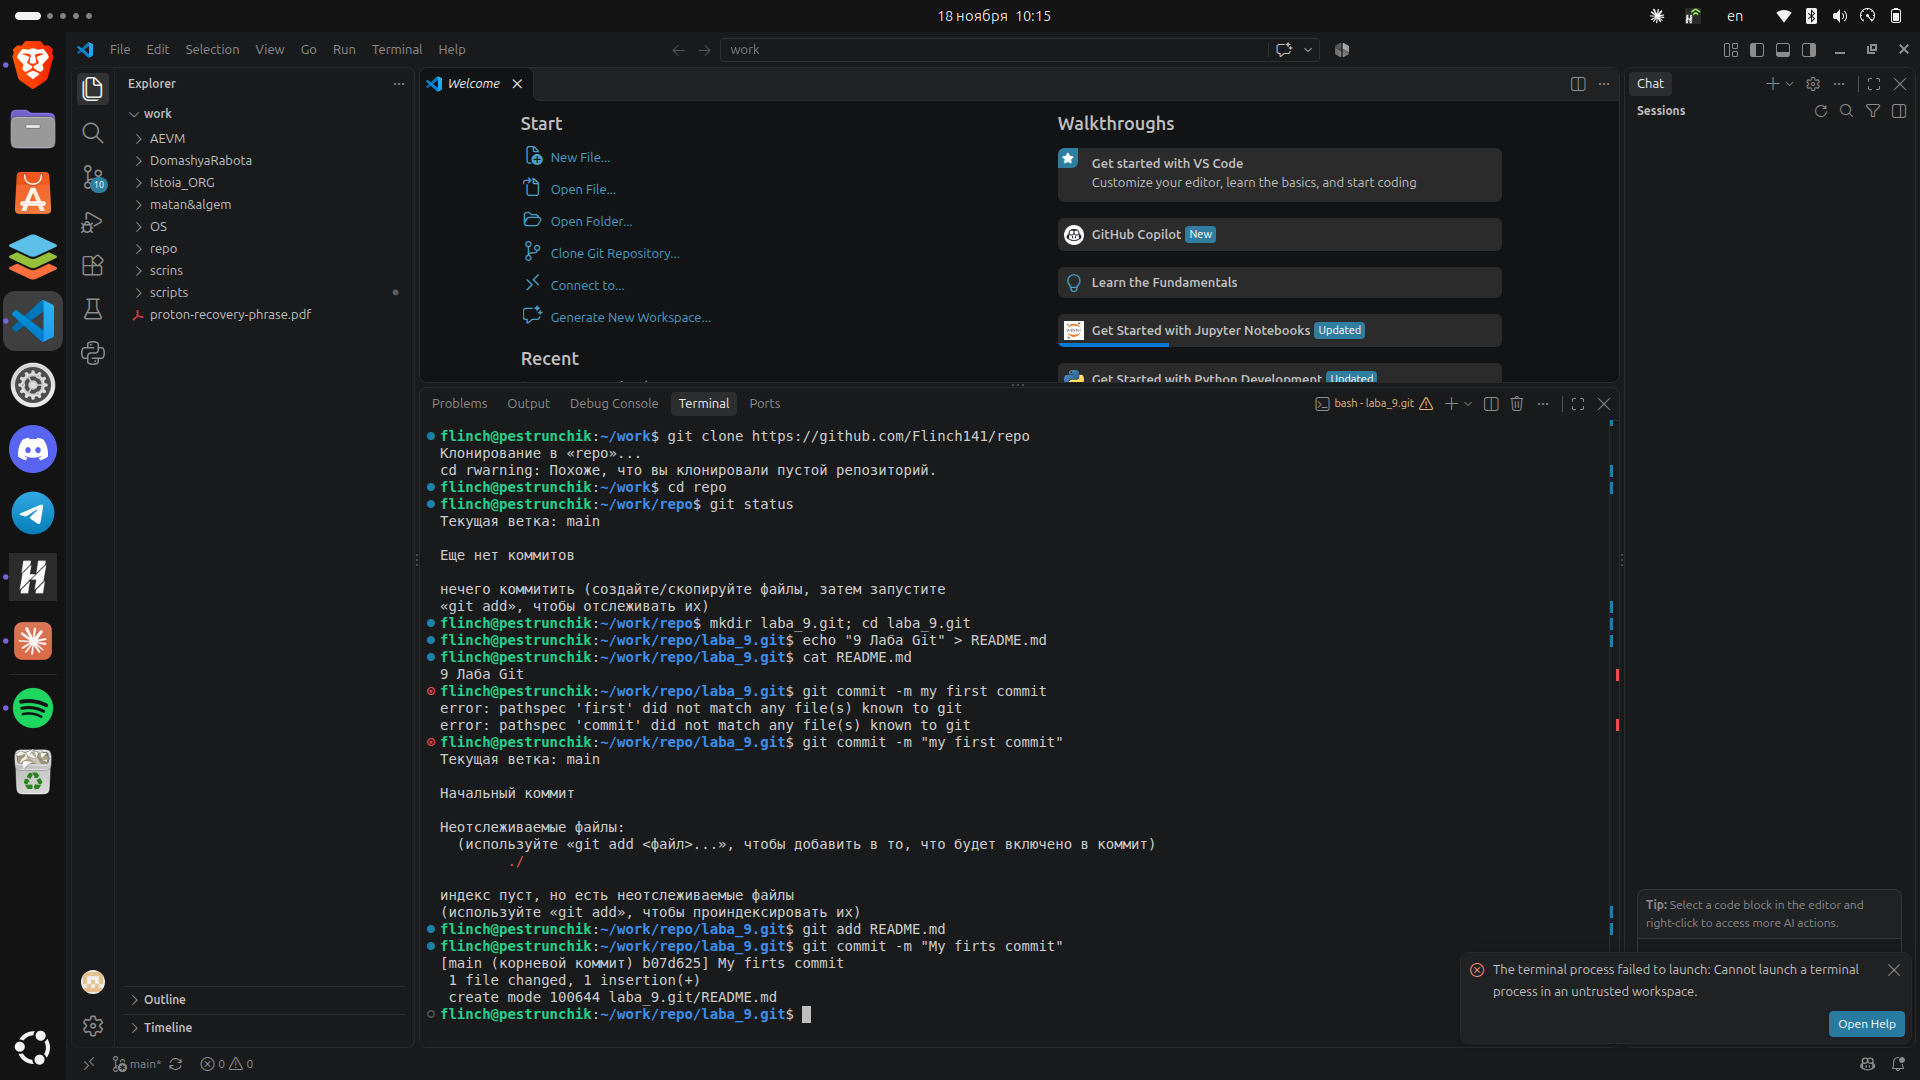 18 ноября 10:15
en
File Edit Selection View Go Run Terminal Help
work
Explorer
work
AEVM
DomashyaRabota
Istoia_ORG
matan&algem
OS
repo
scrins
scripts
proton-recovery-phrase.pdf
10
Outline
Timeline
Welcome
Start
New File...
Open File...
Open Folder...
Clone Git Repository...
Connect to...
Generate New Workspace...
Recent
Walkthroughs
Get started with VS Code
Customize your editor, learn the basics, and start coding
GitHub Copilot New
Learn the Fundamentals
Get Started with Jupyter Notebooks Updated
Get Started with Python Development Updated
Problems Output Debug Console Terminal Ports
bash - laba_9.git
flinch@pestrunchik:~/work$ git clone https://github.com/Flinch141/repo
Клонирование в «repo»...
cd rwarning: Похоже, что вы клонировали пустой репозиторий.
flinch@pestrunchik:~/work$ cd repo
flinch@pestrunchik:~/work/repo$ git status
Текущая ветка: main
Еще нет коммитов
нечего коммитить (создайте/скопируйте файлы, затем запустите
«git add», чтобы отслеживать их)
flinch@pestrunchik:~/work/repo$ mkdir laba_9.git; cd laba_9.git
flinch@pestrunchik:~/work/repo/laba_9.git$ echo "9 Лаба Git" > README.md
flinch@pestrunchik:~/work/repo/laba_9.git$ cat README.md
9 Лаба Git
flinch@pestrunchik:~/work/repo/laba_9.git$ git commit -m my first commit
error: pathspec 'first' did not match any file(s) known to git
error: pathspec 'commit' did not match any file(s) known to git
flinch@pestrunchik:~/work/repo/laba_9.git$ git commit -m "my first commit"
Текущая ветка: main
Начальный коммит
Неотслеживаемые файлы:
(используйте «git add <файл>...», чтобы добавить в то, что будет включено в коммит)
./
индекс пуст, но есть неотслеживаемые файлы
(используйте «git add», чтобы проиндексировать их)
flinch@pestrunchik:~/work/repo/laba_9.git$ git add README.md
flinch@pestrunchik:~/work/repo/laba_9.git$ git commit -m "My firts commit"
[main (корневой коммит) b07d625] My firts commit
1 file changed, 1 insertion(+)
create mode 100644 laba_9.git/README.md
flinch@pestrunchik:~/work/repo/laba_9.git$
Chat
Sessions
Tip: Select a code block in the editor and
right-click to access more AI actions.
The terminal process failed to launch: Cannot launch a terminal
process in an untrusted workspace.
Open Help
main* 0 0